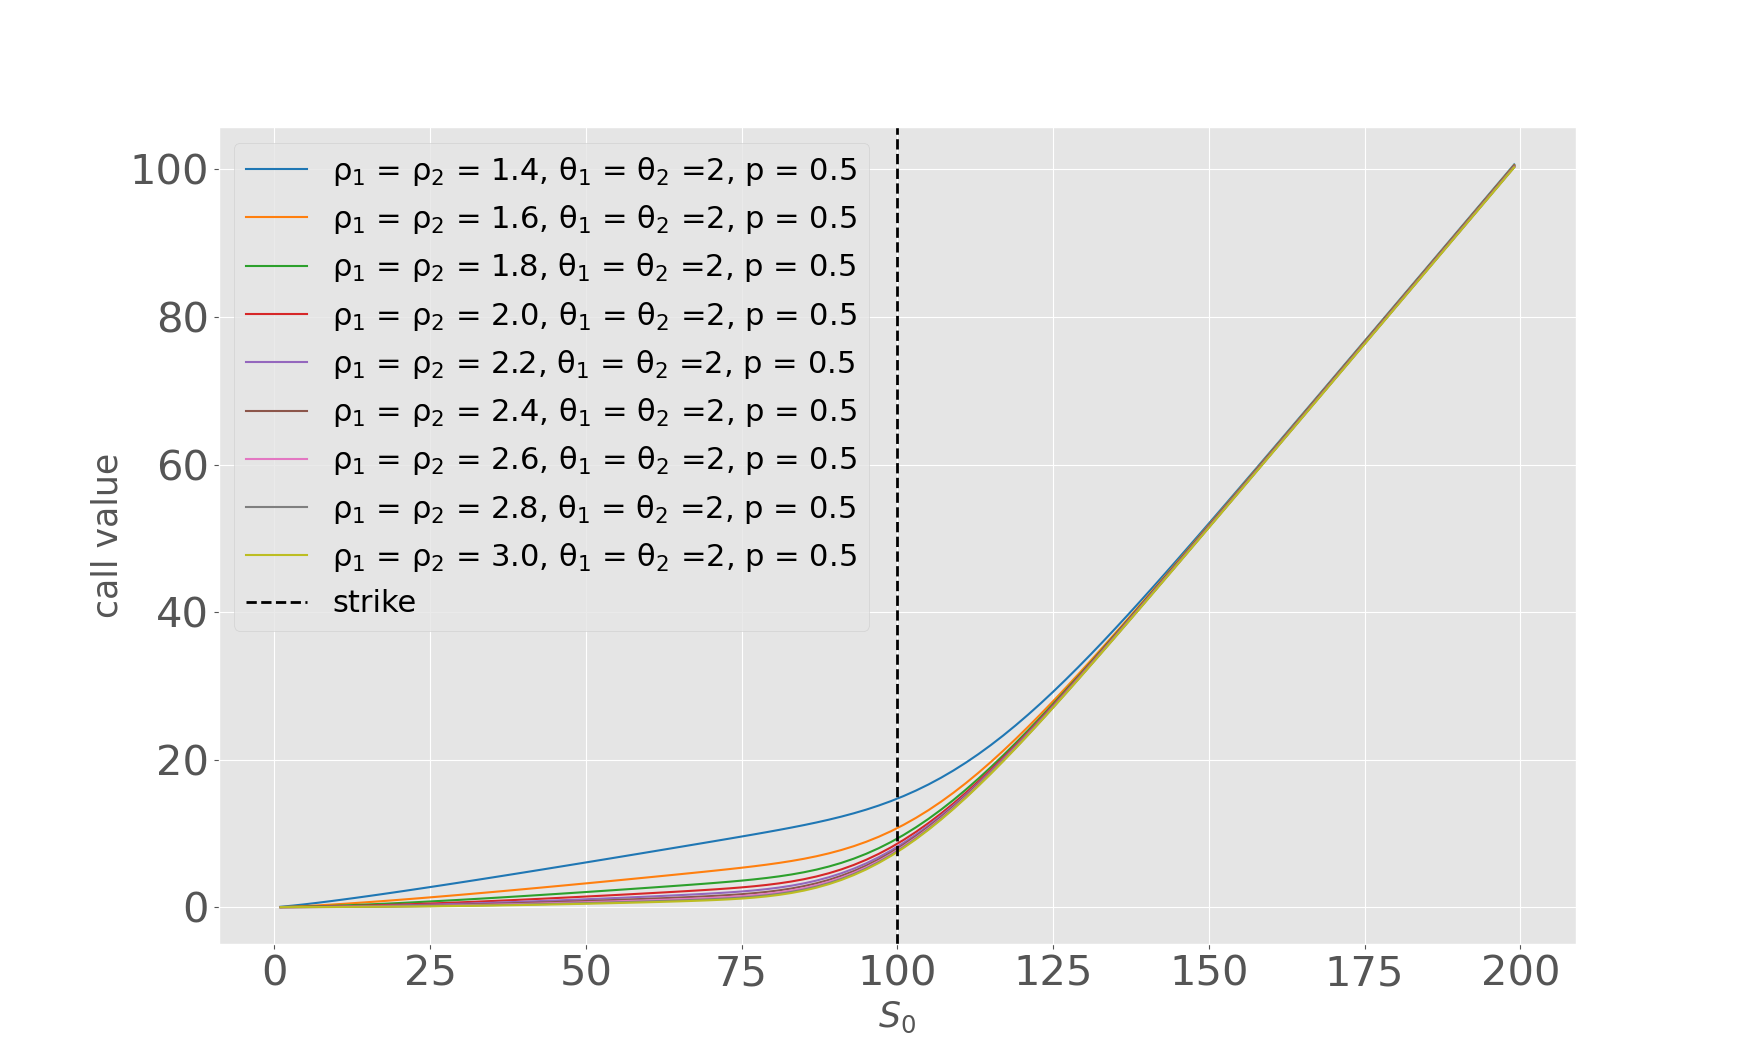 100
80
60
40
20
0
call value
ρ₁ = ρ₂ = 1.4, θ₁ = θ₂ =2, p = 0.5
ρ₁ = ρ₂ = 1.6, θ₁ = θ₂ =2, p = 0.5
ρ₁ = ρ₂ = 1.8, θ₁ = θ₂ =2, p = 0.5
ρ₁ = ρ₂ = 2.0, θ₁ = θ₂ =2, p = 0.5
ρ₁ = ρ₂ = 2.2, θ₁ = θ₂ =2, p = 0.5
ρ₁ = ρ₂ = 2.4, θ₁ = θ₂ =2, p = 0.5
ρ₁ = ρ₂ = 2.6, θ₁ = θ₂ =2, p = 0.5
ρ₁ = ρ₂ = 2.8, θ₁ = θ₂ =2, p = 0.5
ρ₁ = ρ₂ = 3.0, θ₁ = θ₂ =2, p = 0.5
strike
0 25 50 75 100 125 150 175 200
S₀